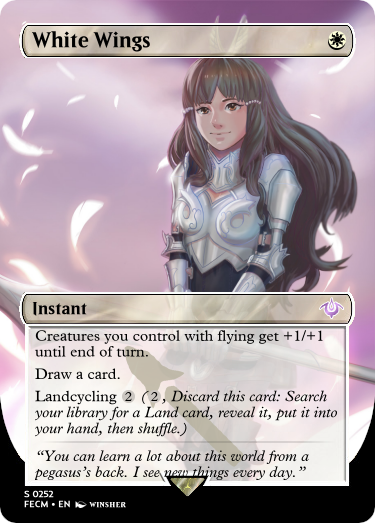 White Wings
Instant
Creatures you control with flying get +1/+1
until end of turn.
Draw a card.
Landcycling 2 (2, Discard this card: Search
your library for a Land card, reveal it, put it into
your hand, then shuffle.)
“You can learn a lot about this world from a
pegasus’s back. I see new things every day.”
S 0252
FECM • EN WINSHER